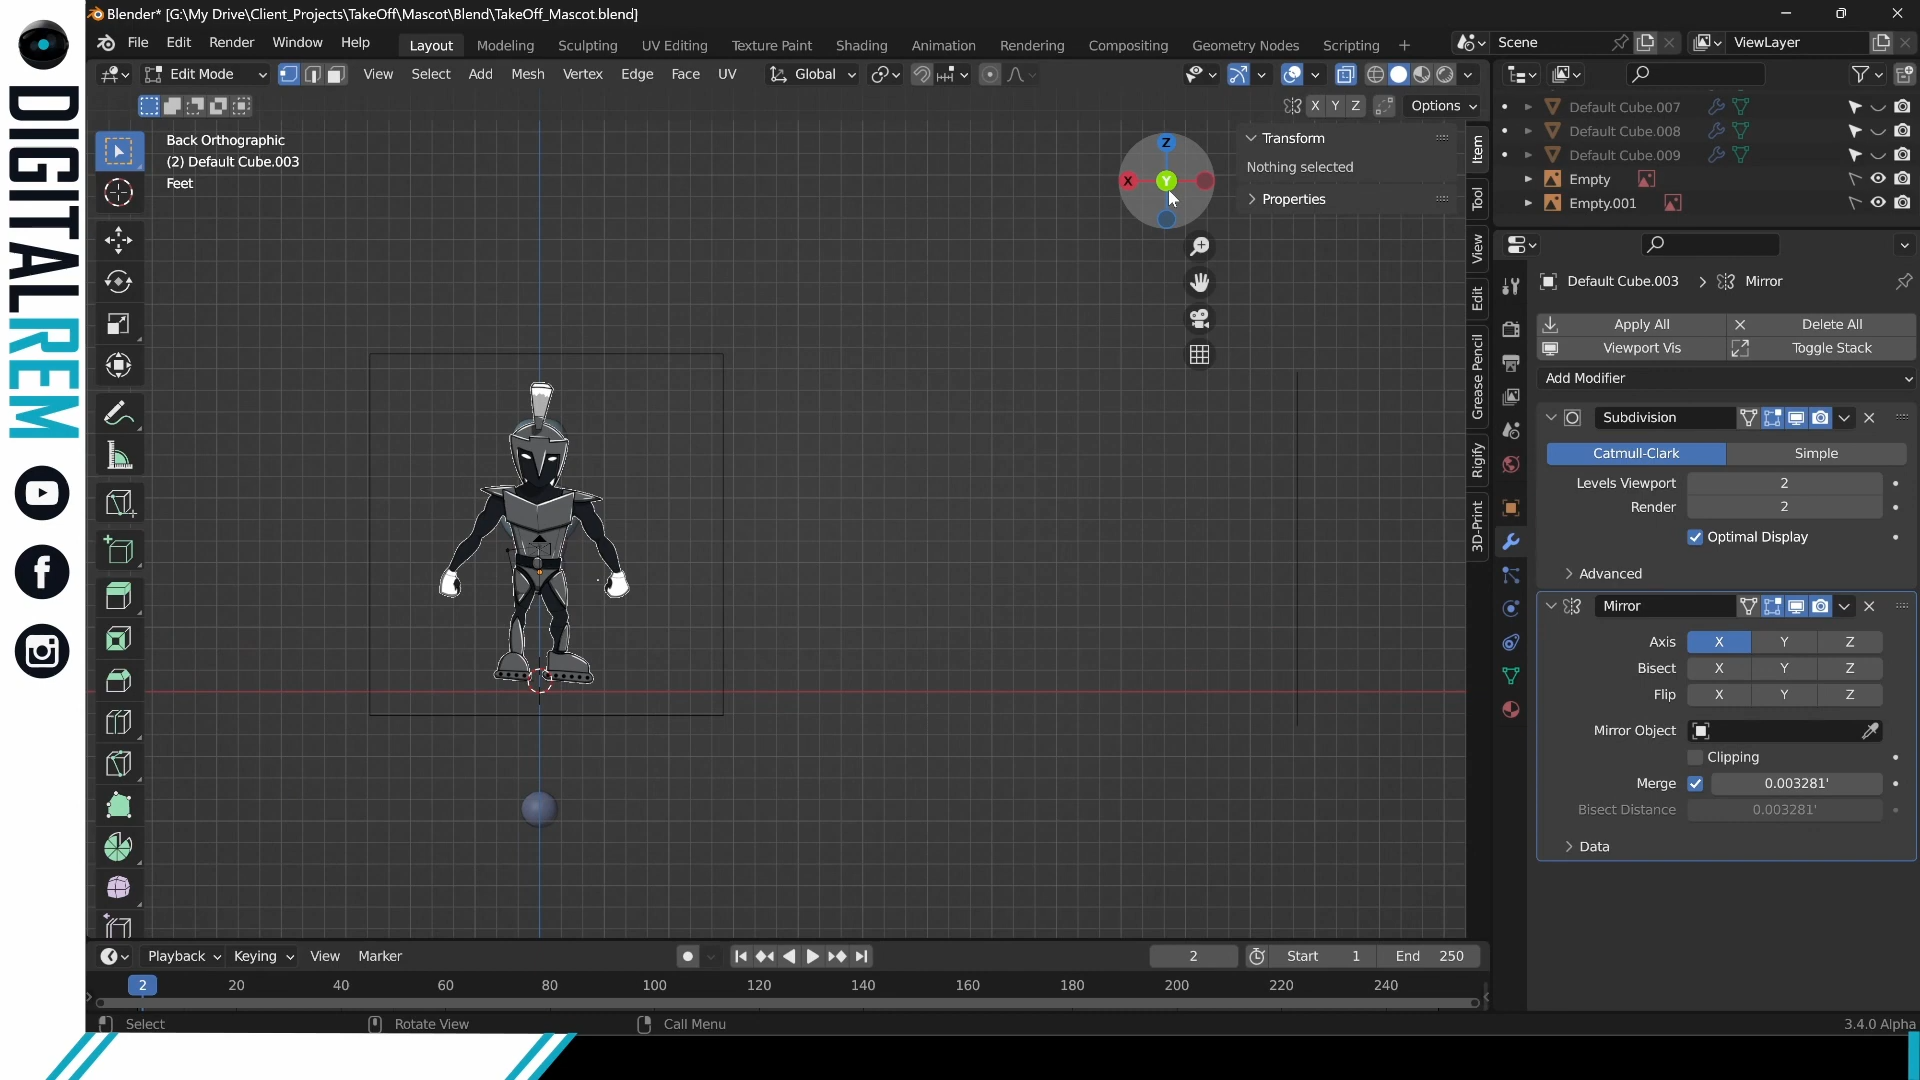 DIGITALREM
Blender* [G:\My Drive\Client_Projects\TakeOff\Mascot\Blend\TakeOff_Mascot.blend]
File Edit Render Window Help Layout Modeling Sculpting UV Editing Texture Paint Shading Animation Rendering Compositing Geometry Nodes Scripting + Scene ViewLayer
Edit Mode View Select Add Mesh Vertex Edge Face UV Global
X Y Z Options
Back Orthographic
(2) Default Cube.003
Feet
Z
X Y
Transform
Nothing selected
Properties
Item
Tool
View
Edit
Grease Pencil
Rigify
3D-Print
Default Cube.007
Default Cube.008
Default Cube.009
Empty
Empty.001
Default Cube.003 > Mirror
Apply All Delete All
Viewport Vis Toggle Stack
Add Modifier
Subdivision
Catmull-Clark Simple
Levels Viewport 2
Render 2
Optimal Display
Advanced
Mirror
Axis X Y Z
Bisect X Y Z
Flip X Y Z
Mirror Object
Clipping
Merge 0.003281'
Bisect Distance 0.003281'
Data
Playback Keying View Marker 2 Start 1 End 250
2 20 40 60 80 100 120 140 160 180 200 220 240
Select Rotate View Call Menu 3.4.0 Alpha